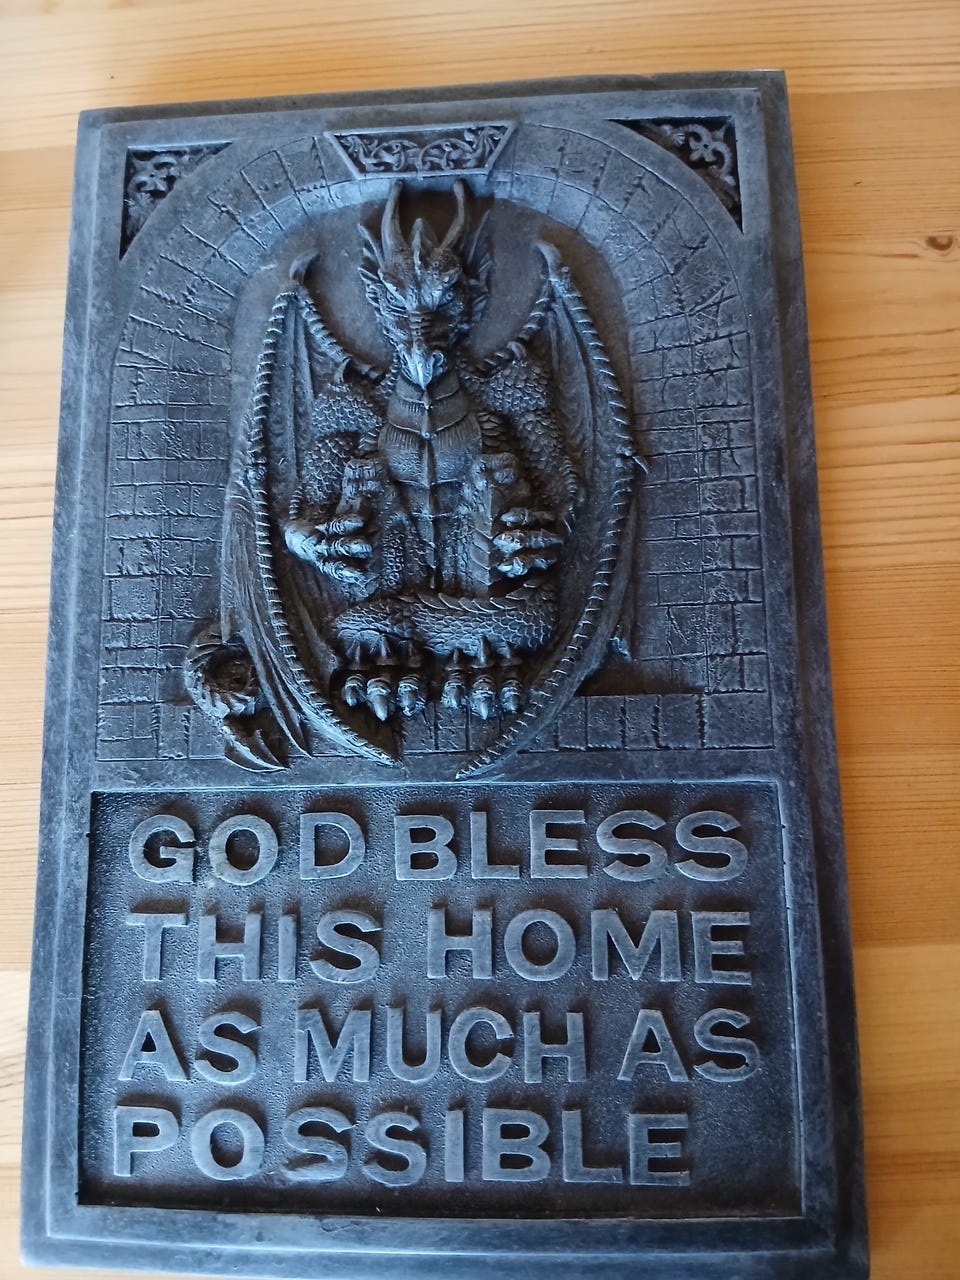 GOD BLESS
THIS HOME
AS MUCH AS
POSSIBLE